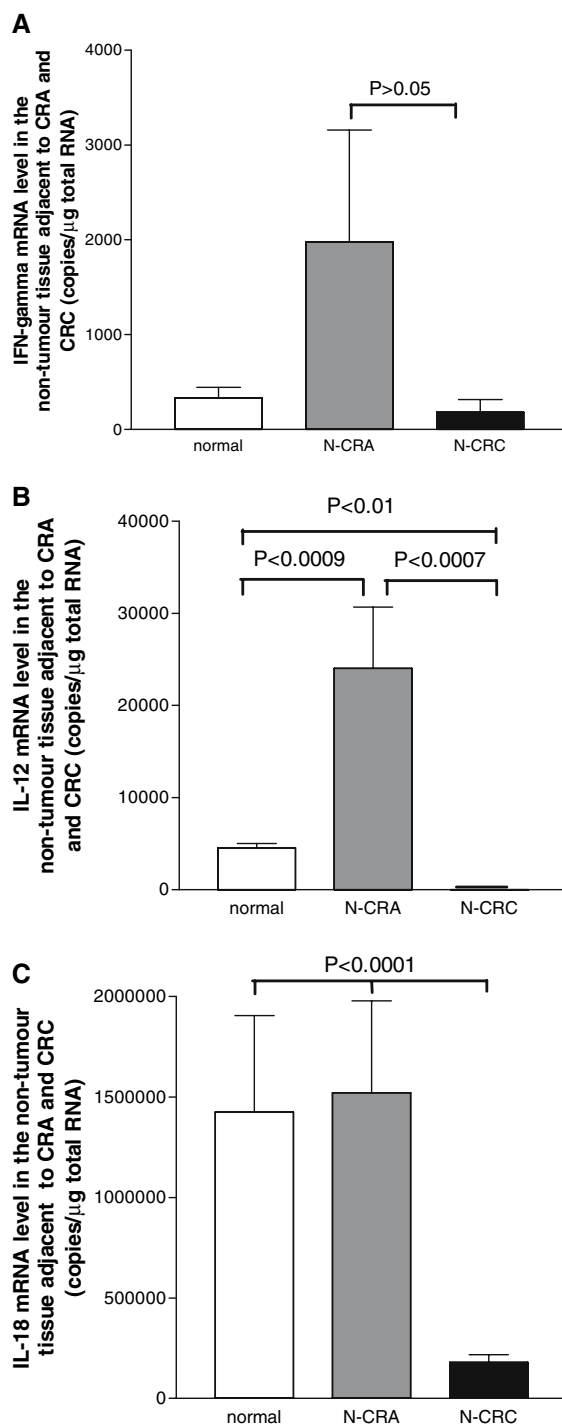 A
IFN-gamma mRNA level in the
non-tumour tissue adjacent to CRA and
CRC (copies/μg total RNA)
4000
3000
2000
1000
0
P>0.05
normal N-CRA N-CRC
B
IL-12 mRNA level in the
non-tumour tissue adjacent to CRA
and CRC (copies/μg total RNA)
40000
30000
20000
10000
0
P<0.01
P<0.0009 P<0.0007
normal N-CRA N-CRC
C
IL-18 mRNA level in the non-tumour
tissue adjacent to CRA and CRC
(copies/μg total RNA)
2000000
1500000
1000000
500000
0
P<0.0001
normal N-CRA N-CRC